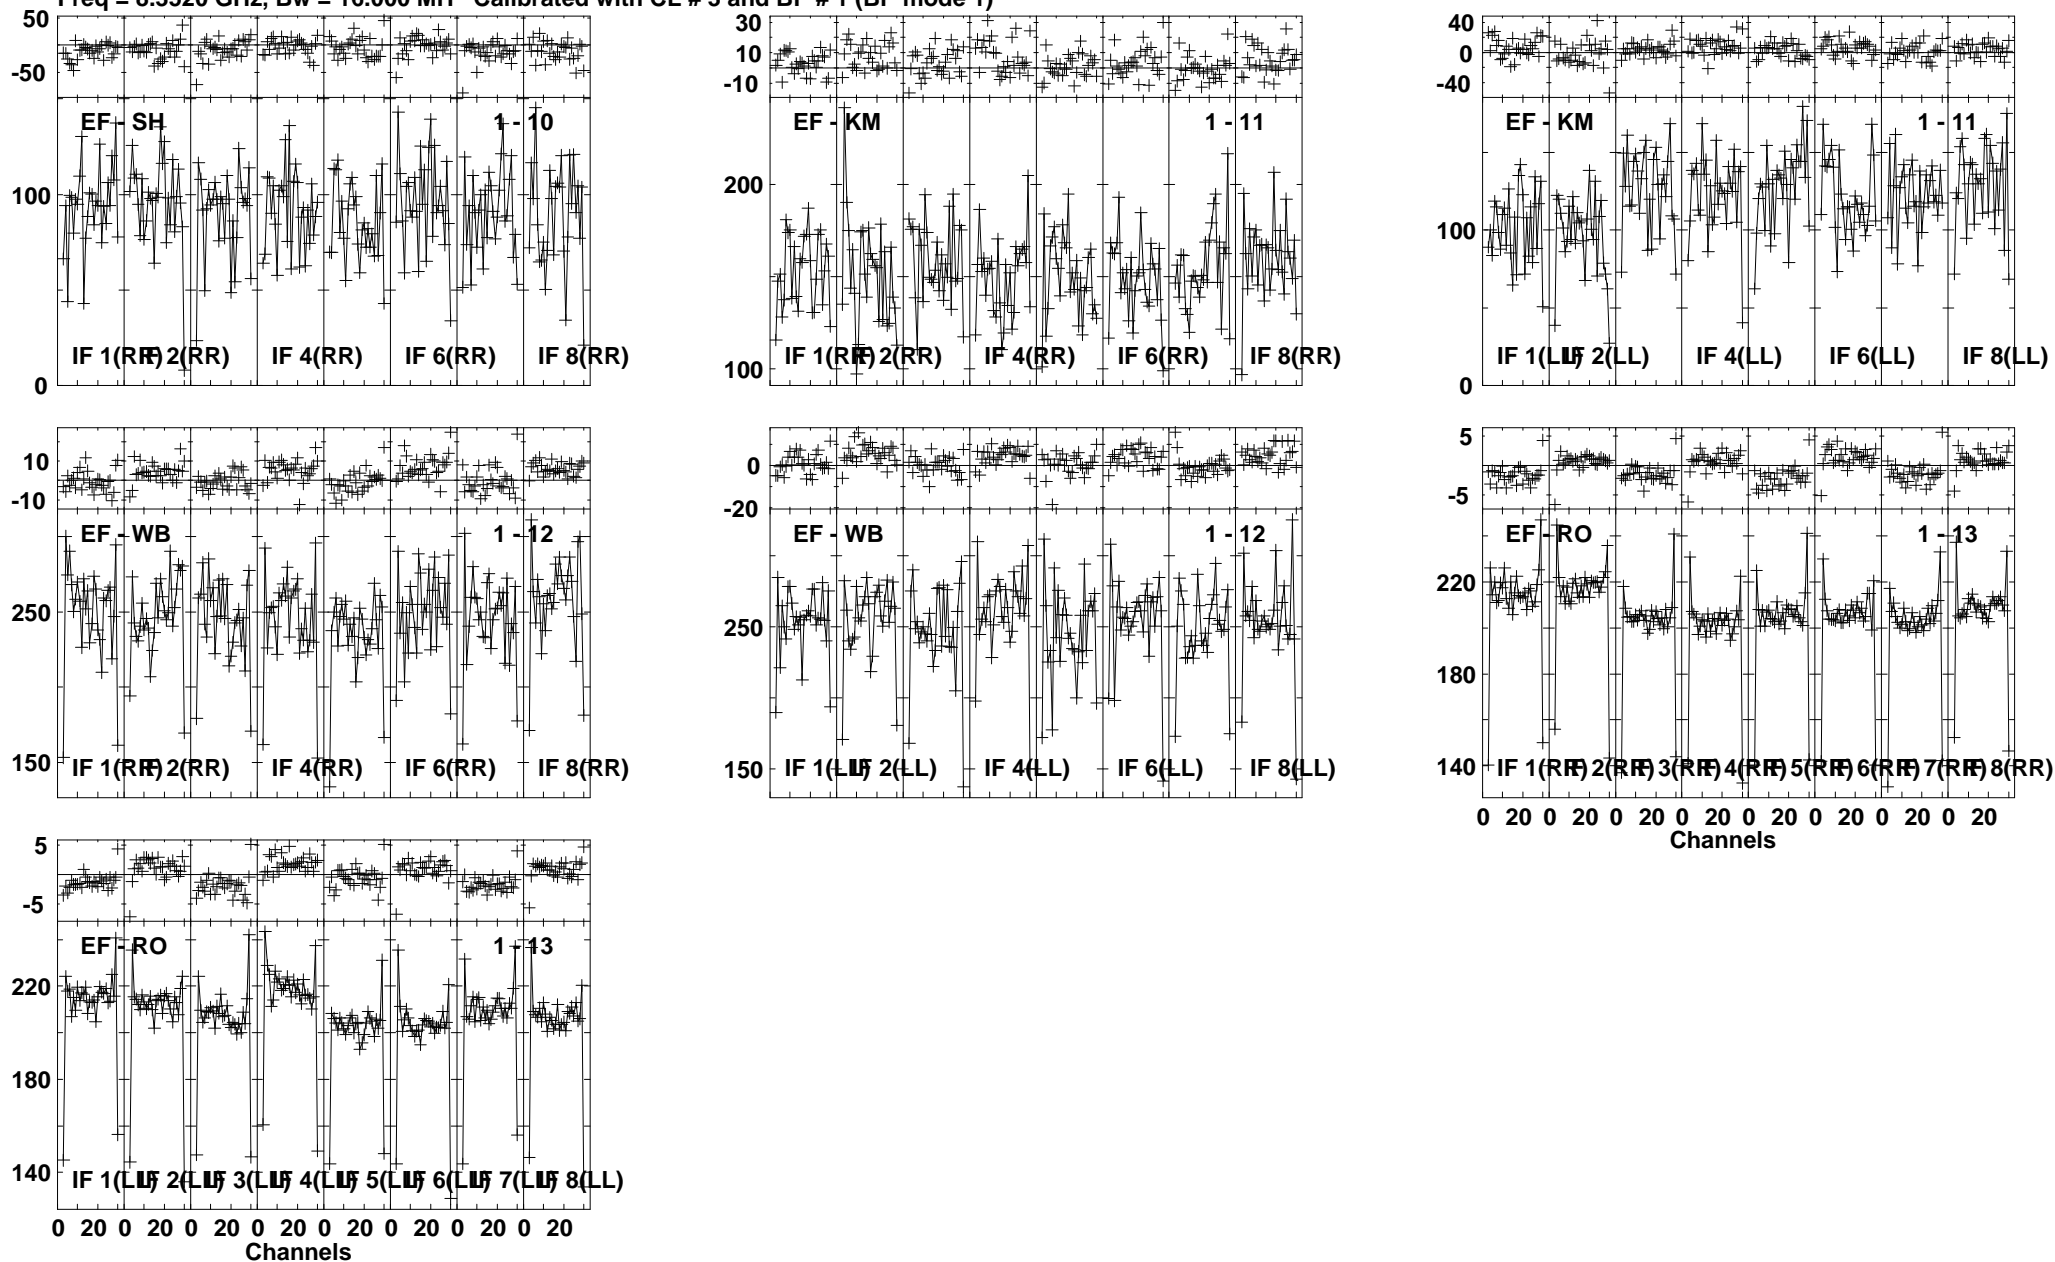 Freq = 8.3520 GHz, Bw = 16.000 MH Calibrated with CL # 3 and BP # 1 (BP mode 1)
50
-50
EF - SH 1 - 10
100
0
IF 1(RR) IF 2(RR) IF 4(RR) IF 6(RR) IF 8(RR)
30
10
-10
EF - KM 1 - 11
200
100
IF 1(RR) IF 2(RR) IF 4(RR) IF 6(RR) IF 8(RR)
40
0
-40
EF - KM 1 - 11
100
0
IF 1(LL) IF 2(LL) IF 4(LL) IF 6(LL) IF 8(LL)
10
-10
EF - WB 1 - 12
250
150
IF 1(RR) IF 2(RR) IF 4(RR) IF 6(RR) IF 8(RR)
0
-20
EF - WB 1 - 12
250
150
IF 1(LL) IF 2(LL) IF 4(LL) IF 6(LL) IF 8(LL)
5
-5
EF - RO 1 - 13
220
180
140
IF 1(RR) IF 2(RR) IF 3(RR) IF 4(RR) IF 5(RR) IF 6(RR) IF 7(RR) IF 8(RR)
0 20 0 20 0 20 0 20 0 20 0 20 0 20 0 20
Channels
5
-5
EF - RO 1 - 13
220
180
140
IF 1(LL) IF 2(LL) IF 3(LL) IF 4(LL) IF 5(LL) IF 6(LL) IF 7(LL) IF 8(LL)
0 20 0 20 0 20 0 20 0 20 0 20 0 20 0 20
Channels